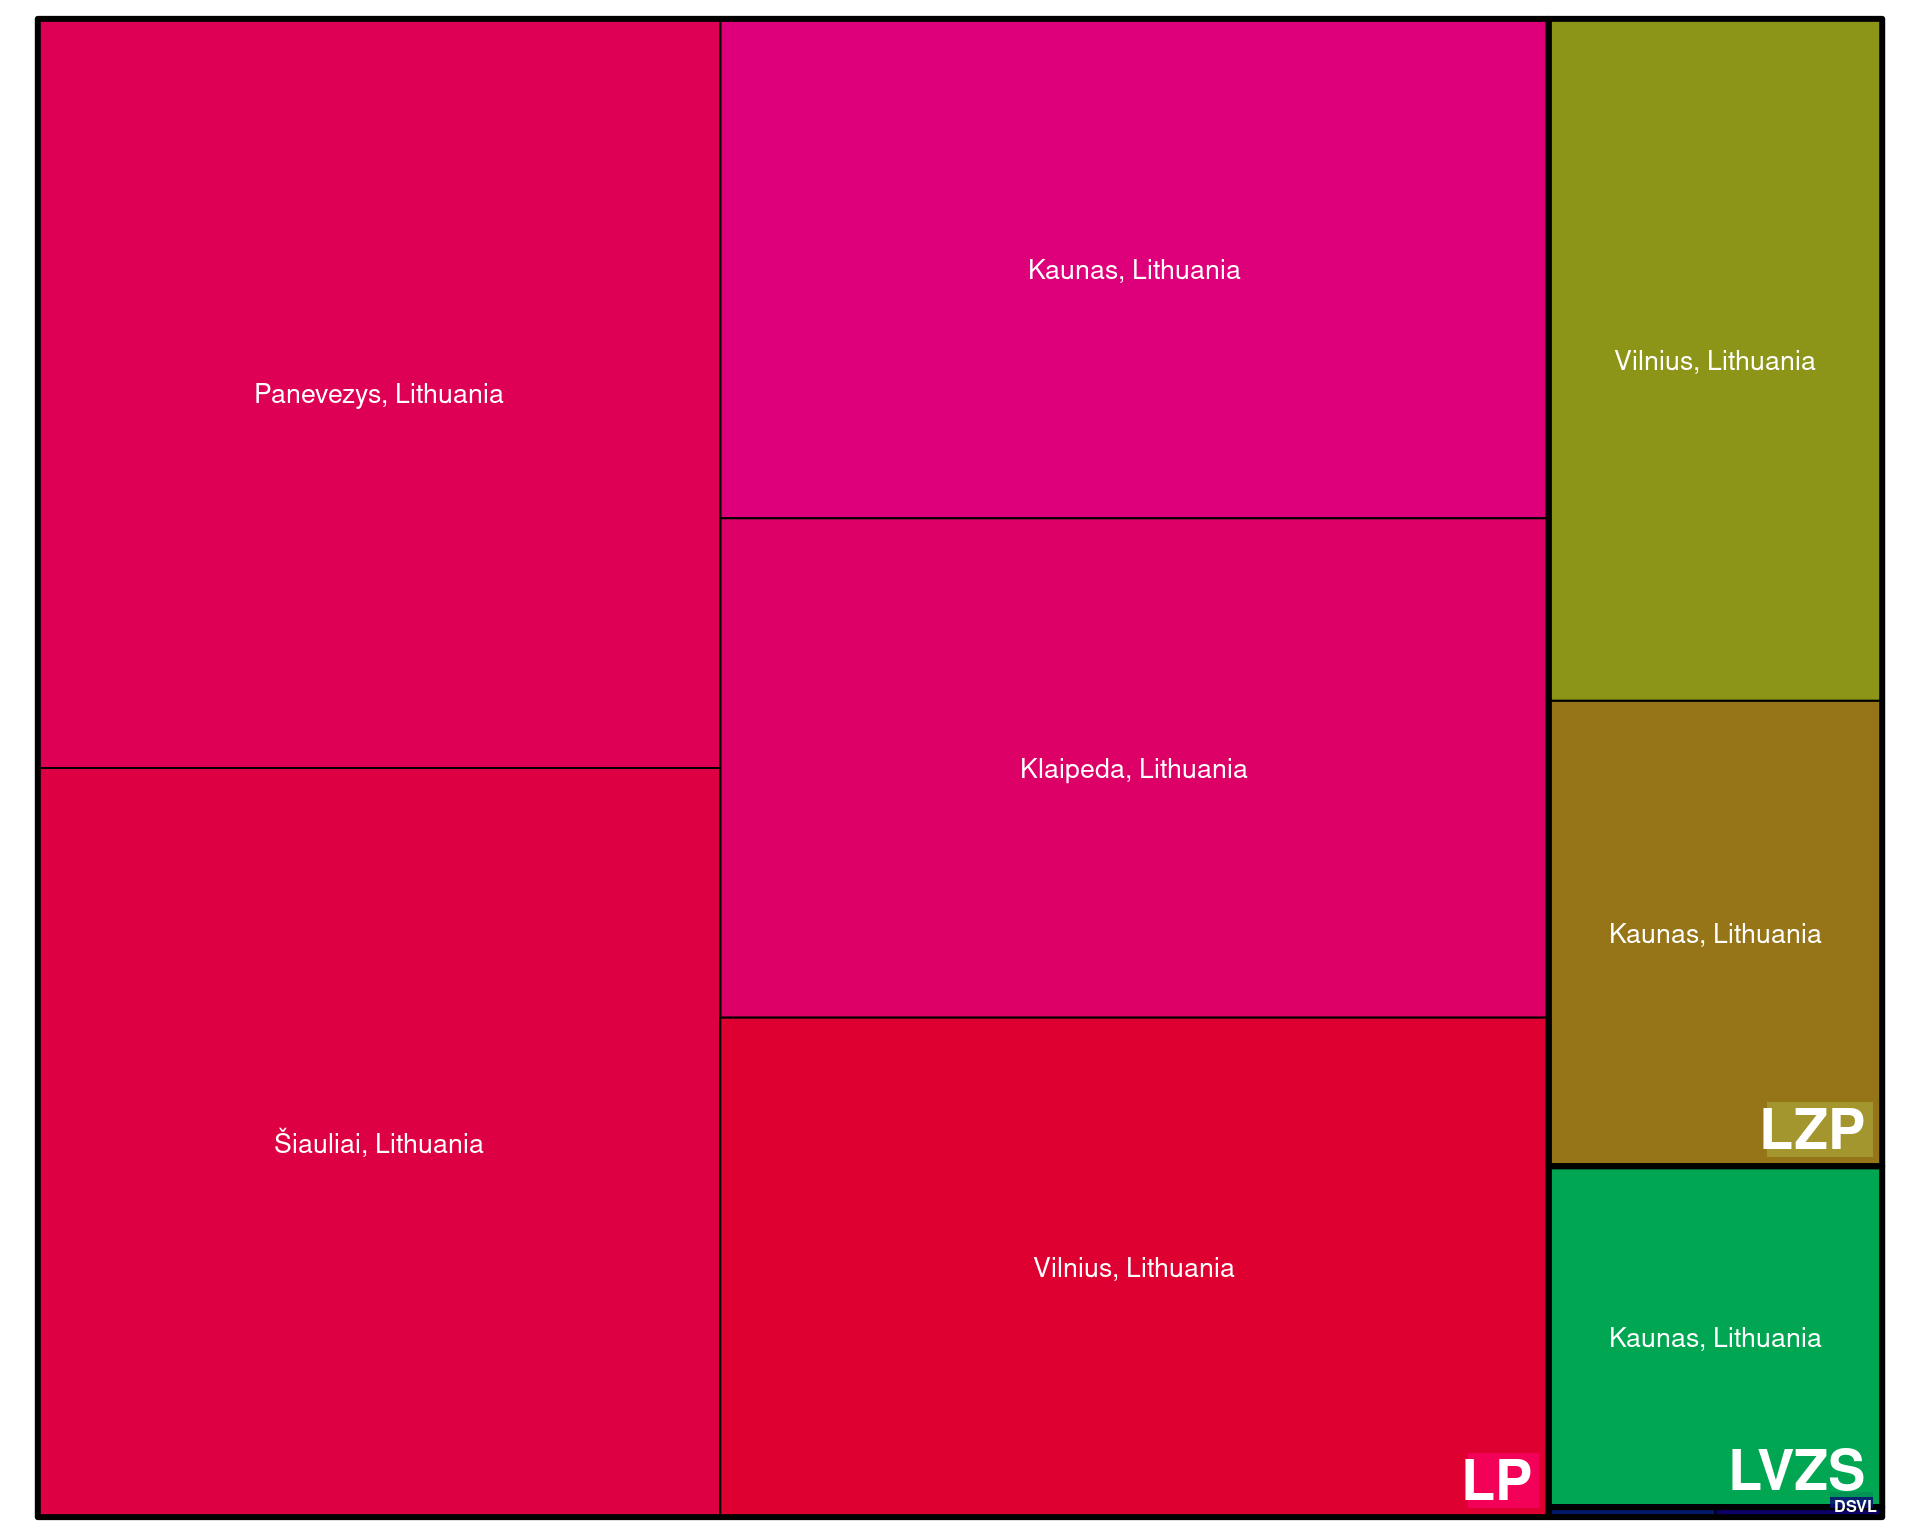 Panevezys, Lithuania
Šiauliai, Lithuania
Kaunas, Lithuania
Klaipeda, Lithuania
Vilnius, Lithuania
LP
Vilnius, Lithuania
Kaunas, Lithuania
LZP
Kaunas, Lithuania
LVZS
DSVL